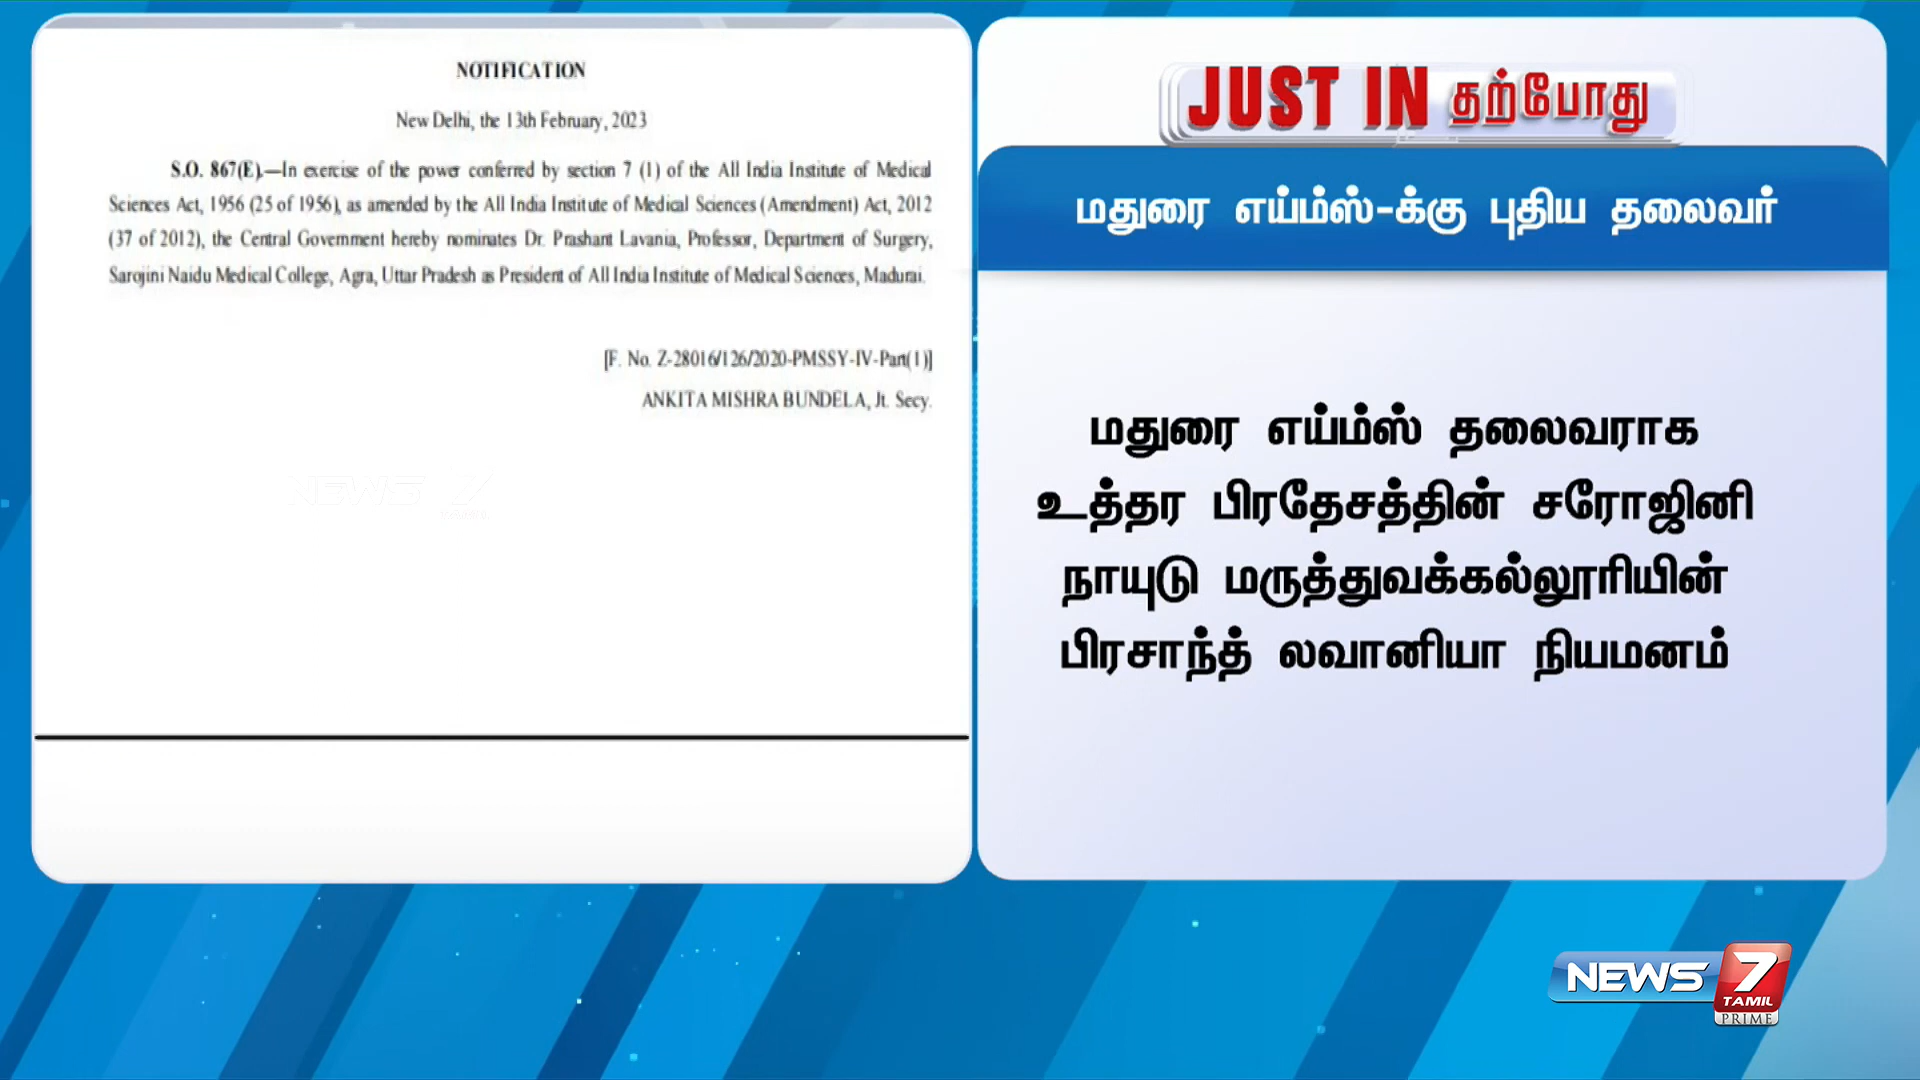 NOTIFICATION
New Delhi, the 13th February, 2023
S.O. 867(E).—In exercise of the power conferred by section 7 (1) of the All India Institute of Medical
Sciences Act, 1956 (25 of 1956), as amended by the All India Institute of Medical Sciences (Amendment) Act, 2012
(37 of 2012), the Central Government hereby nominates Dr. Prashant Lavania, Professor, Department of Surgery,
Sarojini Naidu Medical College, Agra, Uttar Pradesh as President of All India Institute of Medical Sciences, Madurai.
[F. No. Z-28016/126/2020-PMSSY-IV-Part(1)]
ANKITA MISHRA BUNDELA, Jt. Secy.
NEWS 7
TAMIL
JUST IN தற்போது
மதுரை எய்ம்ஸ்-க்கு புதிய தலைவர்
மதுரை எய்ம்ஸ் தலைவராக
உத்தர பிரதேசத்தின் சரோஜினி
நாயுடு மருத்துவக்கல்லூரியின்
பிரசாந்த் லவானியா நியமனம்
NEWS 7
TAMIL
PRIME